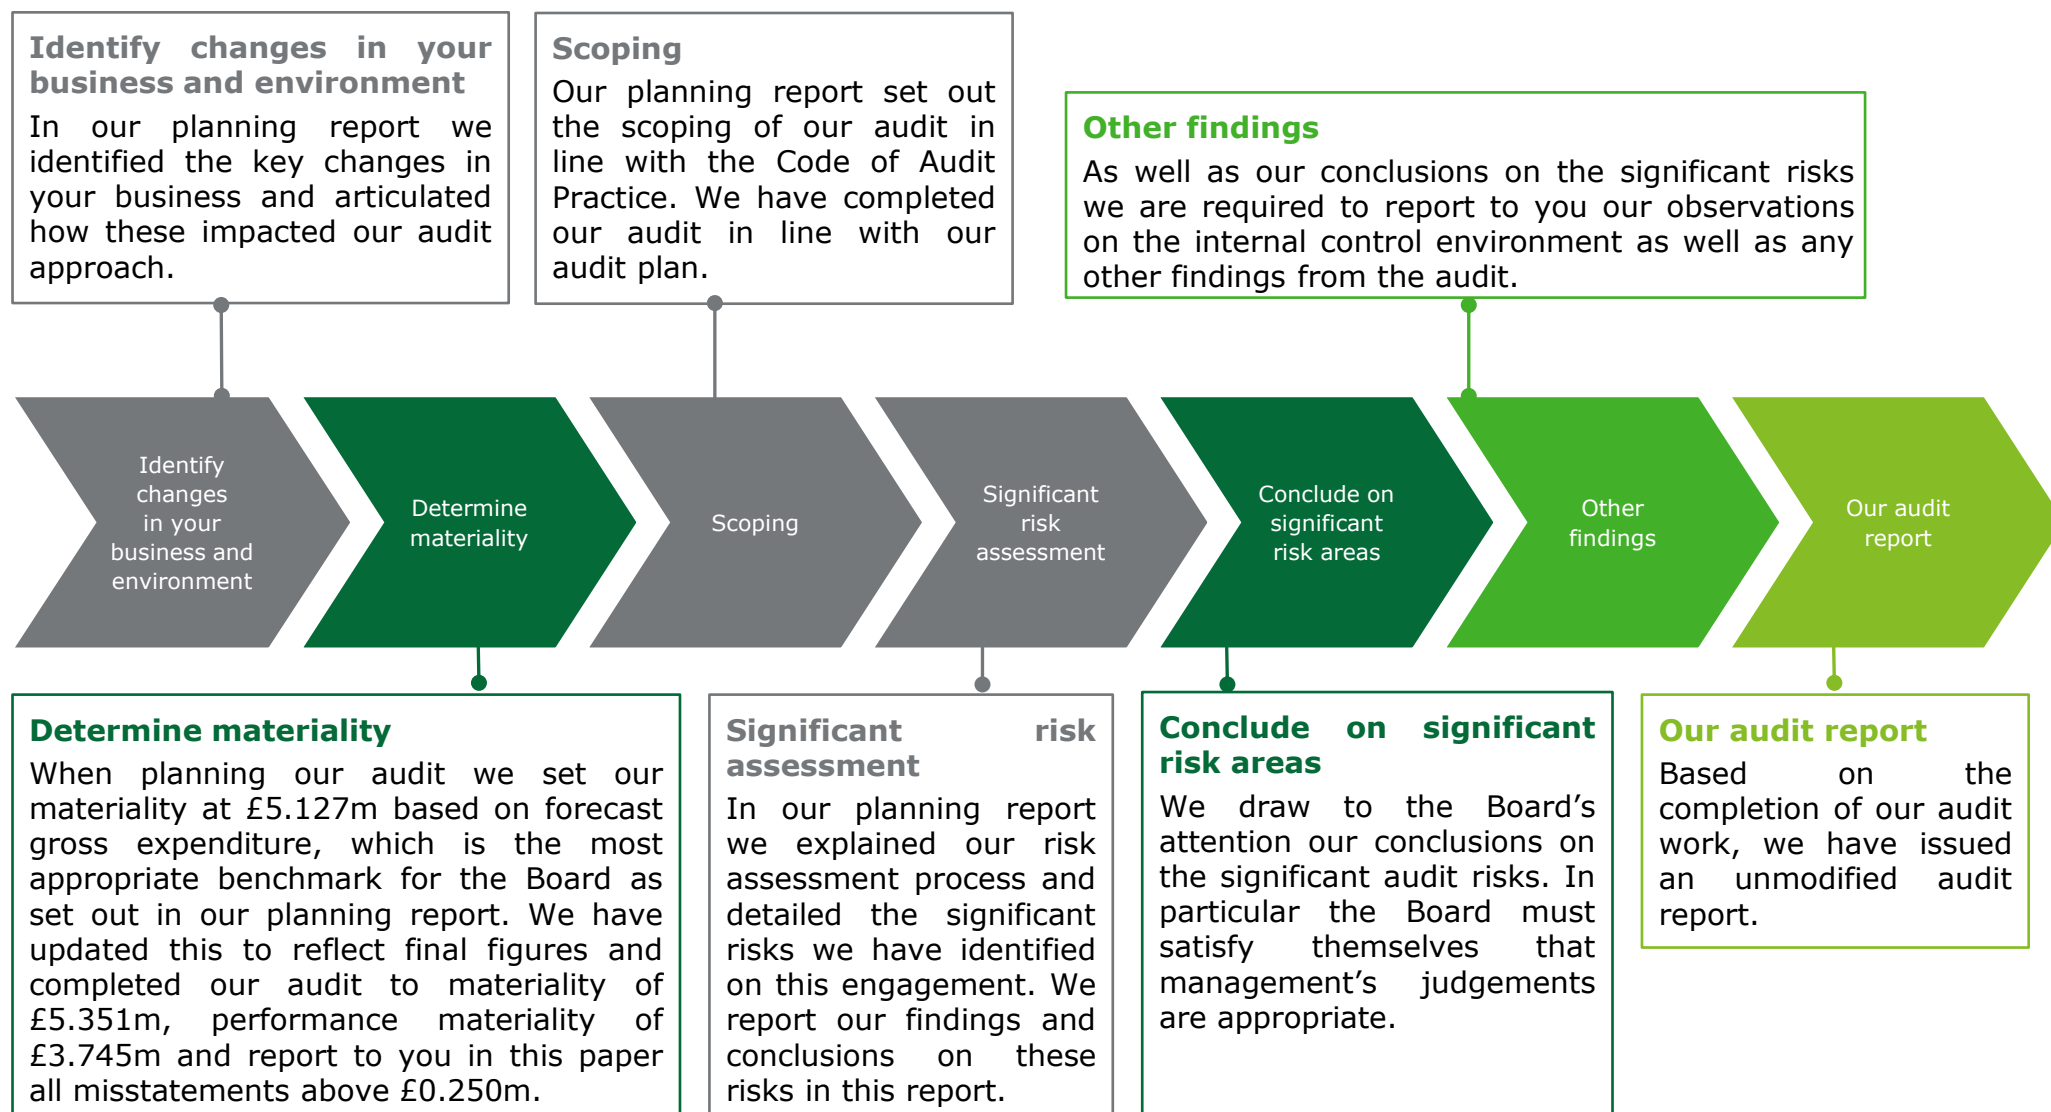 Identify changes in your
business and environment
In our planning report we
identified the key changes in
your business and articulated
how these impacted our audit
approach.
Scoping
Our planning report set out
the scoping of our audit in
line with the Code of Audit
Practice. We have completed
our audit in line with our
audit plan.
Other findings
As well as our conclusions on the significant risks
we are required to report to you our observations
on the internal control environment as well as any
other findings from the audit.
Identify
changes
in your
business and
environment
Determine
materiality
Scoping
Significant
risk
assessment
Conclude on
significant
risk areas
Other
findings
Our audit
report
Determine materiality
When planning our audit we set our
materiality at £5.127m based on forecast
gross expenditure, which is the most
appropriate benchmark for the Board as
set out in our planning report. We have
updated this to reflect final figures and
completed our audit to materiality of
£5.351m, performance materiality of
£3.745m and report to you in this paper
all misstatements above £0.250m.
Significant risk
assessment
In our planning report
we explained our risk
assessment process and
detailed the significant
risks we have identified
on this engagement. We
report our findings and
conclusions on these
risks in this report.
Conclude on significant
risk areas
We draw to the Board’s
attention our conclusions on
the significant audit risks. In
particular the Board must
satisfy themselves that
management’s judgements
are appropriate.
Our audit report
Based on the
completion of our audit
work, we have issued
an unmodified audit
report.